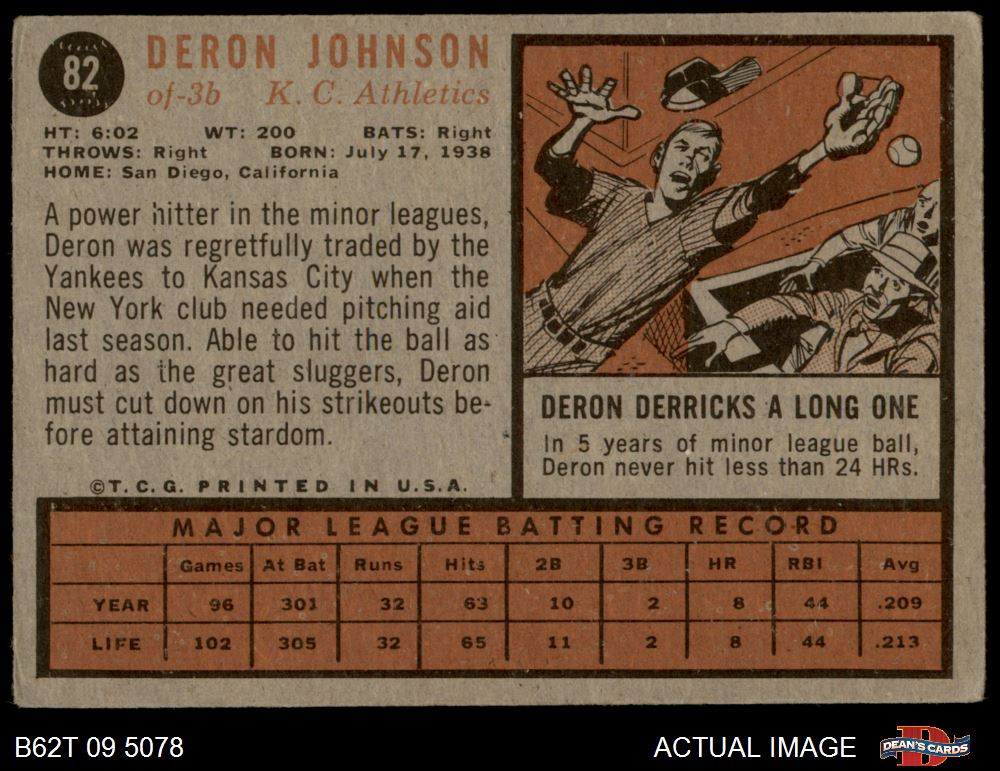 82
DERON JOHNSON
of-3b K. C. Athletics
HT: 6:02 WT: 200 BATS: Right
THROWS: Right BORN: July 17, 1938
HOME: San Diego, California
A power hitter in the minor leagues,
Deron was regretfully traded by the
Yankees to Kansas City when the
New York club needed pitching aid
last season. Able to hit the ball as
hard as the great sluggers, Deron
must cut down on his strikeouts be-
fore attaining stardom.
©T.C.G. PRINTED IN U.S.A.
DERON DERRICKS A LONG ONE
In 5 years of minor league ball,
Deron never hit less than 24 HRs.
MAJOR LEAGUE BATTING RECORD
Games At Bat Runs Hits 2B 3B HR RBI Avg
YEAR 96 301 32 63 10 2 8 44 .209
LIFE 102 305 32 65 11 2 8 44 .213
B62T 09 5078 ACTUAL IMAGE DEAN'S CARDS